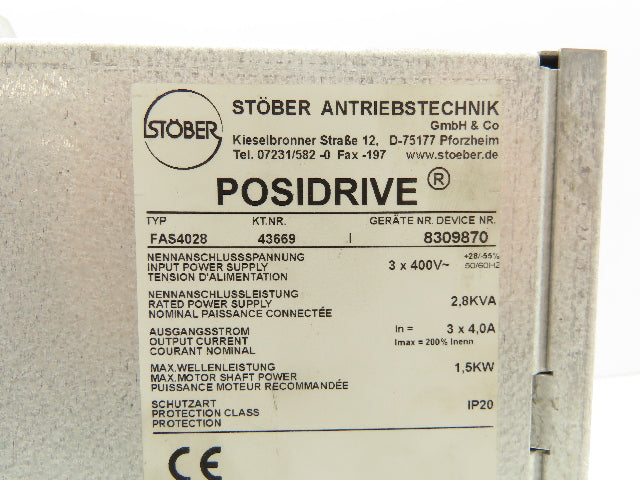 STÖBER
STÖBER ANTRIEBSTECHNIK
GmbH & Co
Kieselbronner Straße 12, D-75177 Pforzheim
Tel. 07231/582 -0 Fax -197 www.stoeber.de
POSIDRIVE ®
TYP KT.NR. GERÄTE NR. DEVICE NR.
FAS4028 43669 I 8309870
NENNANSCHLUSSSPANNUNG
INPUT POWER SUPPLY 3 x 400V~ +28/-55% 50/60HZ
TENSION D'ALIMENTATION
NENNANSCHLUSSLEISTUNG
RATED POWER SUPPLY 2,8KVA
NOMINAL PAISSANCE CONNECTÉE
AUSGANGSSTROM In = 3 x 4,0A
OUTPUT CURRENT Imax = 200% Inenn
COURANT NOMINAL
MAX.WELLENLEISTUNG 1,5KW
MAX.MOTOR SHAFT POWER
PUISSANCE MOTEUR RECOMMANDÉE
SCHUTZART IP20
PROTECTION CLASS
PROTECTION
CE